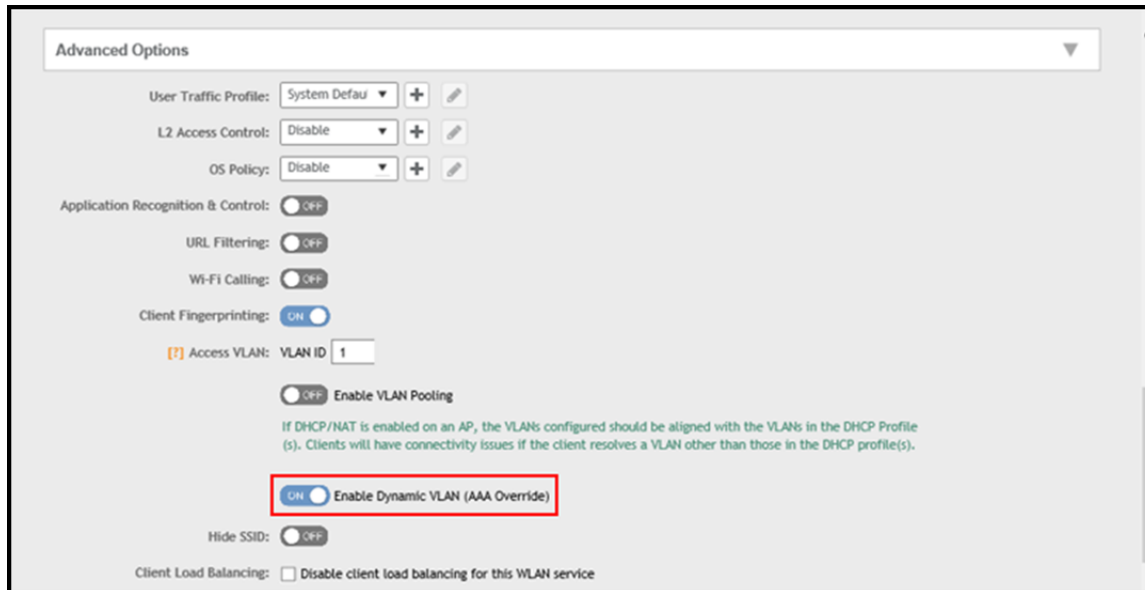 Advanced Options
User Traffic Profile: System Defau
L2 Access Control: Disable
OS Policy: Disable
Application Recognition & Control: OFF
URL Filtering: OFF
Wi-Fi Calling: OFF
Client Fingerprinting: ON
[?] Access VLAN: VLAN ID 1
OFF Enable VLAN Pooling
If DHCP/NAT is enabled on an AP, the VLANs configured should be aligned with the VLANs in the DHCP Profile
(s). Clients will have connectivity issues if the client resolves a VLAN other than those in the DHCP profile(s).
ON Enable Dynamic VLAN (AAA Override)
Hide SSID: OFF
Client Load Balancing: Disable client load balancing for this WLAN service